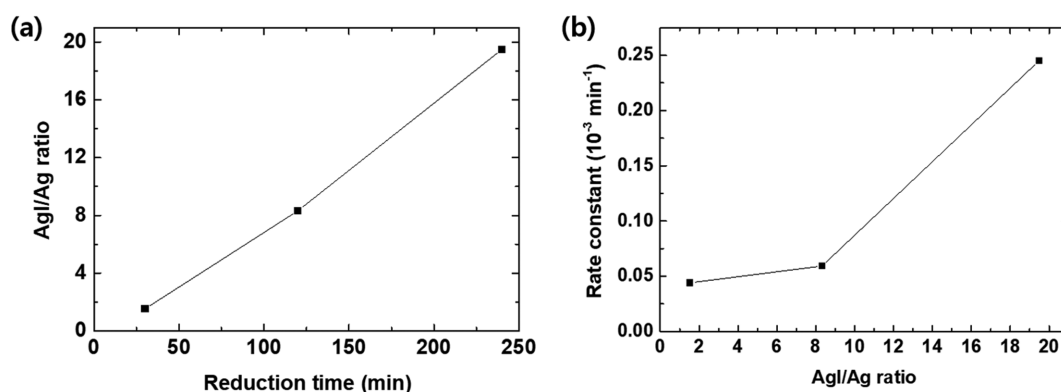 (a)
AgI/Ag ratio
20
16
12
8
4
0
0 50 100 150 200 250
Reduction time (min)
(b)
Rate constant (10⁻³ min⁻¹)
0.25
0.25
0.15
0.10
0.05
0.00
0 2 4 6 8 10 12 14 16 18 20
AgI/Ag ratio